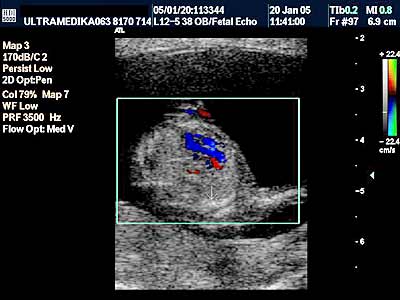 05/01/20:113344 20 Jan 05 TIb0.2 MI 0.8
ULTRAMEDIKA063 8170 714 L12-5 38 OB/Fetal Echo 11:41:00 Fr #97 6.9 cm
ATL
Map 3
170dB/C 2
Persist Low
2D OptPen
Col 79% Map 7
WF Low
PRF 3500 Hz
Flow Opt: Med V
-2
-3
-4
-5
-6
22.4
- 22.4
cm/s